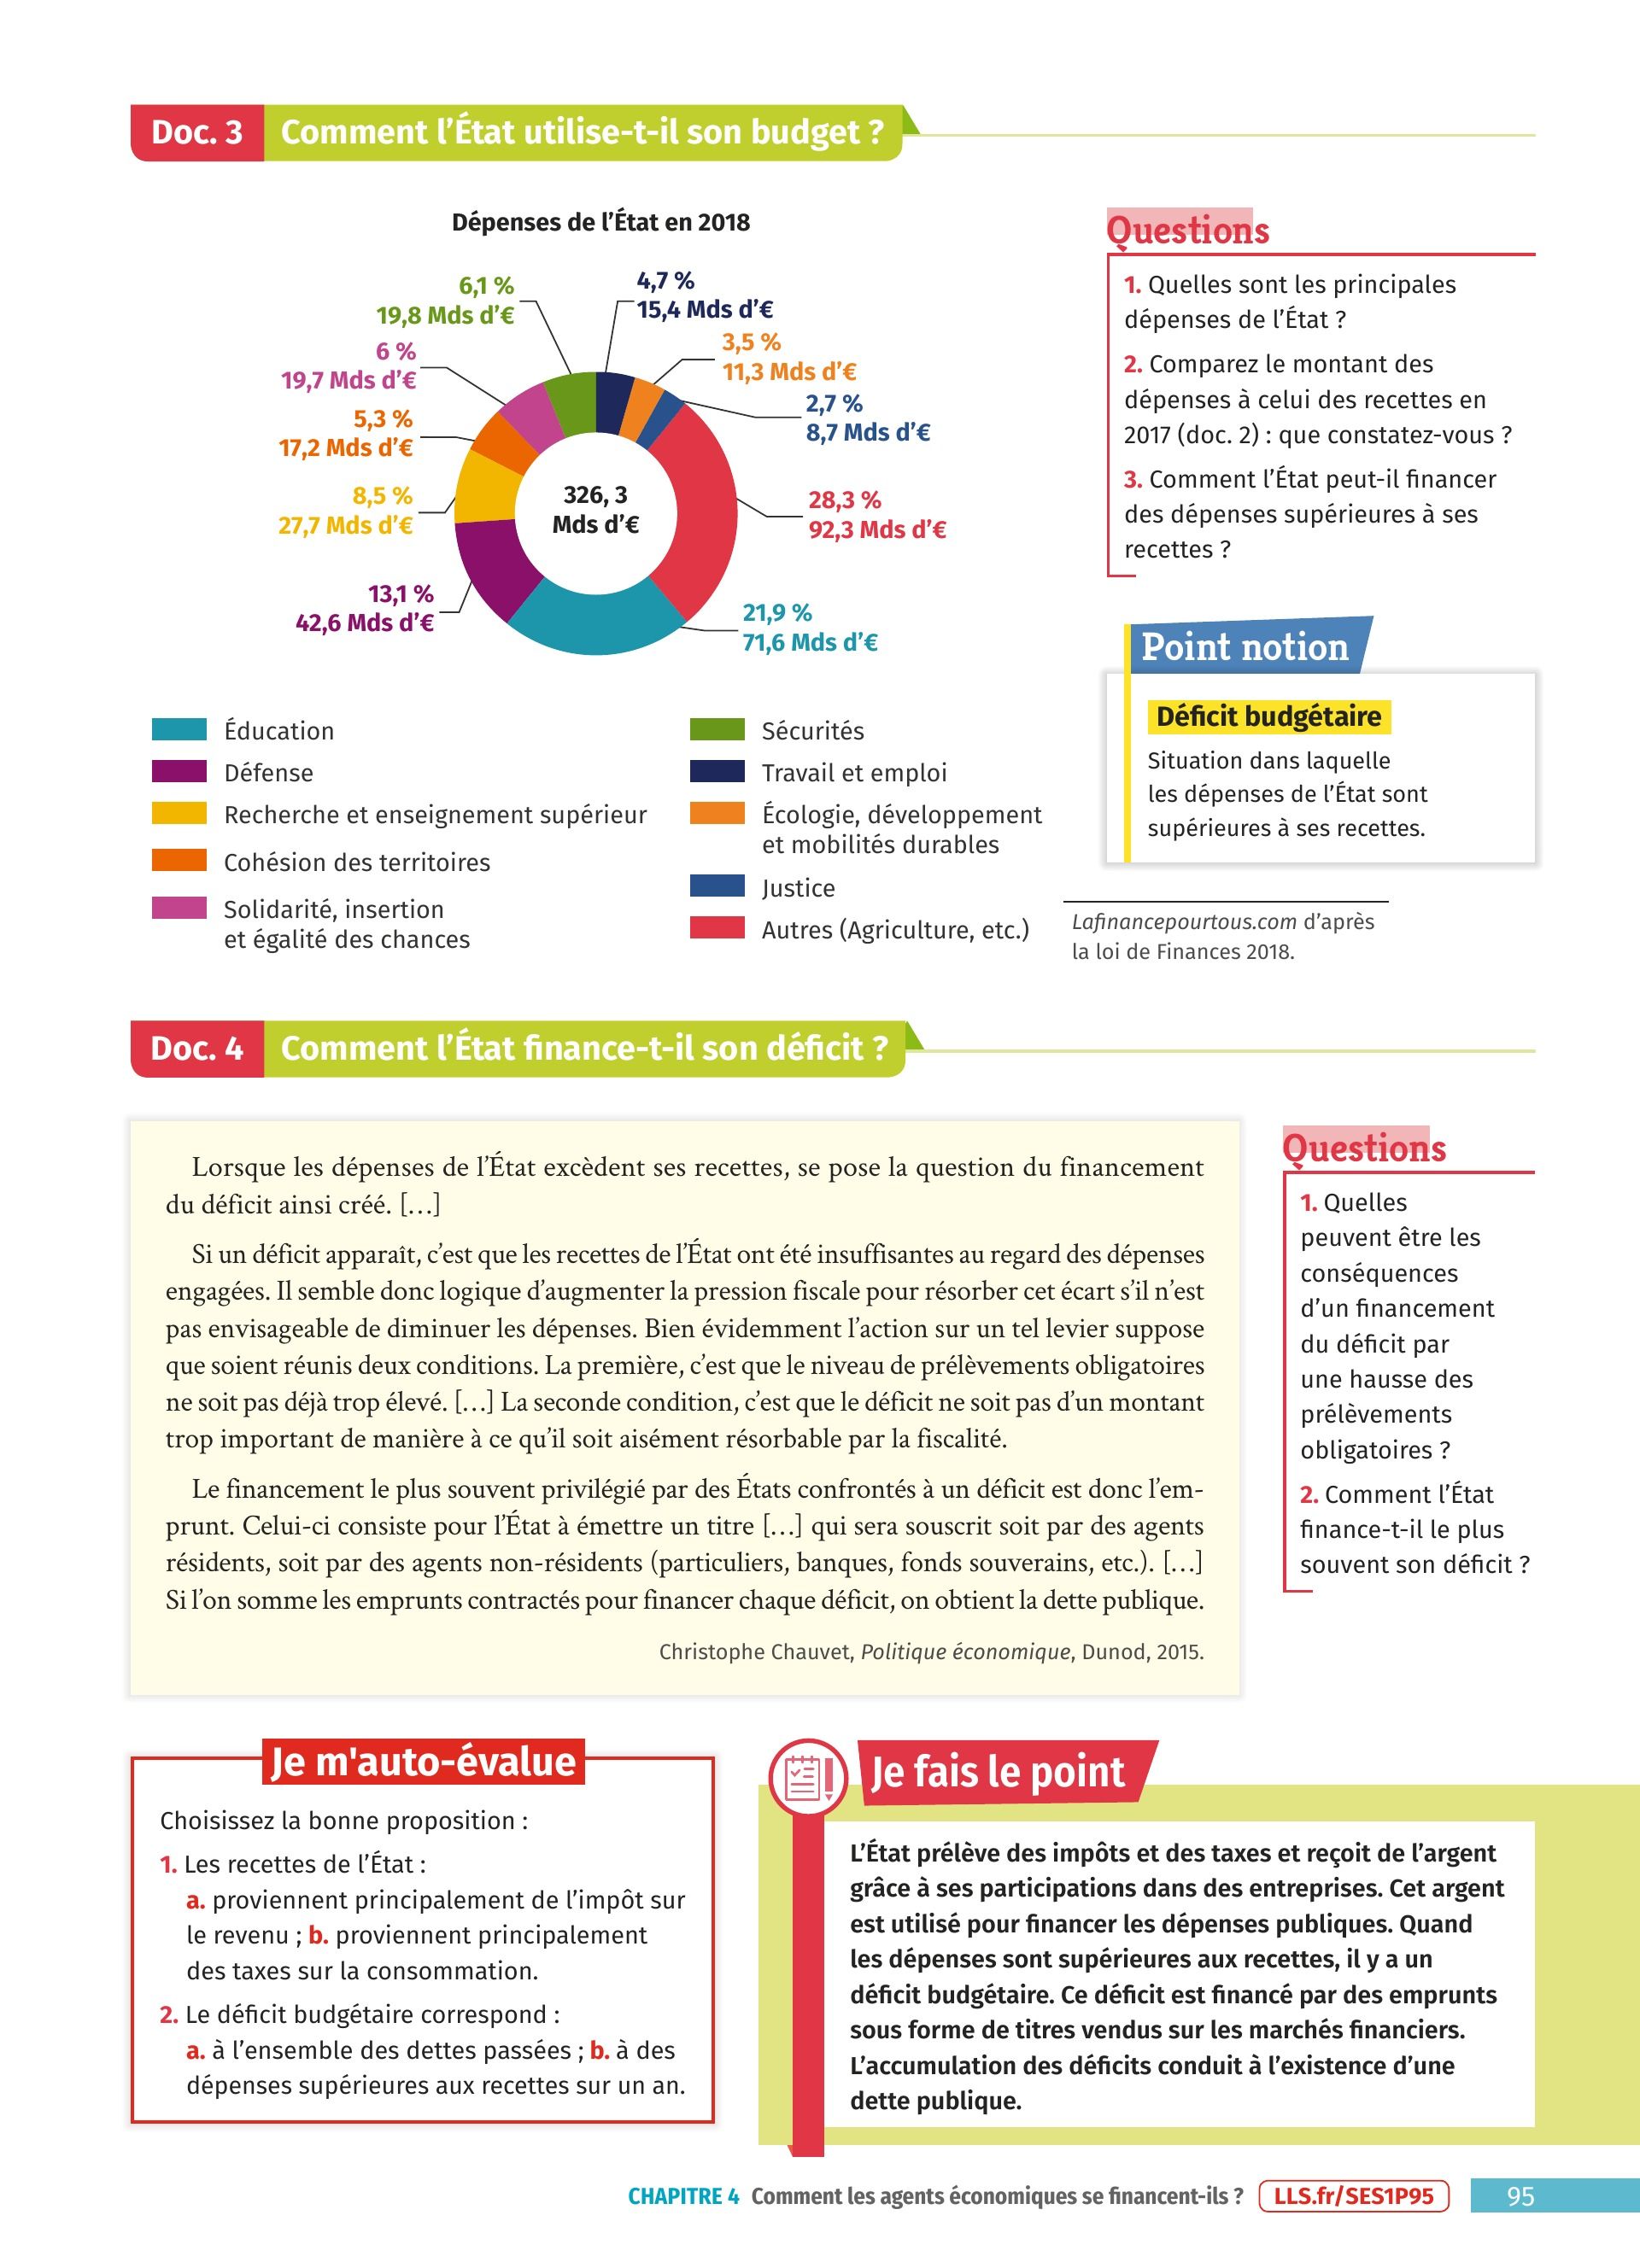 Doc. 3
Comment l’État utilise-t-il son budget ?
Dépenses de l’État en 2018
6,1 %
19,8 Mds d’€
4,7 %
15,4 Mds d’€
6 %
19,7 Mds d’€
3,5 %
11,3 Mds d’€
5,3 %
17,2 Mds d’€
2,7 %
8,7 Mds d’€
8,5 %
27,7 Mds d’€
326, 3
Mds d’€
28,3 %
92,3 Mds d’€
13,1 %
42,6 Mds d’€
21,9 %
71,6 Mds d’€
Éducation
Défense
Recherche et enseignement supérieur
Cohésion des territoires
Solidarité, insertion
et égalité des chances
Sécurités
Travail et emploi
Écologie, développement
et mobilités durables
Justice
Autres (Agriculture, etc.)
Questions
1. Quelles sont les principales
dépenses de l’État ?
2. Comparez le montant des
dépenses à celui des recettes en
2017 (doc. 2) : que constatez-vous ?
3. Comment l’État peut-il financer
des dépenses supérieures à ses
recettes ?
Point notion
Déficit budgétaire
Situation dans laquelle
les dépenses de l’État sont
supérieures à ses recettes.
Lafinancepourtous.com d’après
la loi de Finances 2018.
Doc. 4
Comment l’État finance-t-il son déficit ?
Lorsque les dépenses de l’État excèdent ses recettes, se pose la question du financement
du déficit ainsi créé. […]
Si un déficit apparaît, c’est que les recettes de l’État ont été insuffisantes au regard des dépenses
engagées. Il semble donc logique d’augmenter la pression fiscale pour résorber cet écart s’il n’est
pas envisageable de diminuer les dépenses. Bien évidemment l’action sur un tel levier suppose
que soient réunis deux conditions. La première, c’est que le niveau de prélèvements obligatoires
ne soit pas déjà trop élevé. […] La seconde condition, c’est que le déficit ne soit pas d’un montant
trop important de manière à ce qu’il soit aisément résorbable par la fiscalité.
Le financement le plus souvent privilégié par des États confrontés à un déficit est donc l’em-
prunt. Celui-ci consiste pour l’État à émettre un titre […] qui sera souscrit soit par des agents
résidents, soit par des agents non-résidents (particuliers, banques, fonds souverains, etc.). […]
Si l’on somme les emprunts contractés pour financer chaque déficit, on obtient la dette publique.
Christophe Chauvet, Politique économique, Dunod, 2015.
Questions
1. Quelles
peuvent être les
conséquences
d’un financement
du déficit par
une hausse des
prélèvements
obligatoires ?
2. Comment l’État
finance-t-il le plus
souvent son déficit ?
Je m'auto-évalue
Choisissez la bonne proposition :
1. Les recettes de l’État :
a. proviennent principalement de l’impôt sur
le revenu ; b. proviennent principalement
des taxes sur la consommation.
2. Le déficit budgétaire correspond :
a. à l’ensemble des dettes passées ; b. à des
dépenses supérieures aux recettes sur un an.
Je fais le point
L’État prélève des impôts et des taxes et reçoit de l’argent
grâce à ses participations dans des entreprises. Cet argent
est utilisé pour financer les dépenses publiques. Quand
les dépenses sont supérieures aux recettes, il y a un
déficit budgétaire. Ce déficit est financé par des emprunts
sous forme de titres vendus sur les marchés financiers.
L’accumulation des déficits conduit à l’existence d’une
dette publique.
CHAPITRE 4 Comment les agents économiques se financent-ils ? LLS.fr/SES1P95 95